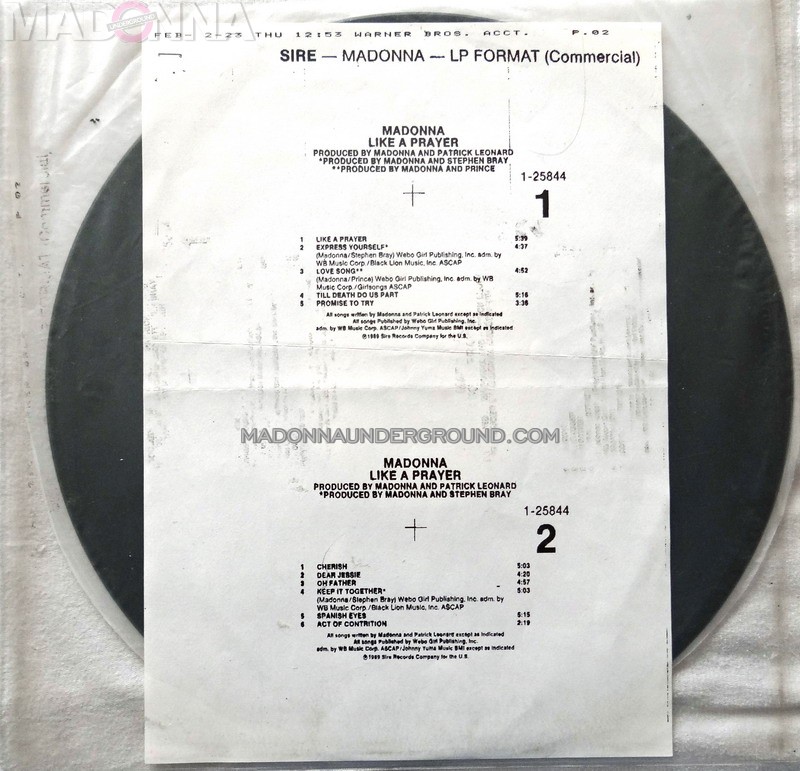 MADONNA
UNDERGROUND
FEB 2-23 THU 12:53 WARNER BROS. ACCT. P.02
SIRE — MADONNA — LP FORMAT (Commercial)
MADONNA
LIKE A PRAYER
PRODUCED BY MADONNA AND PATRICK LEONARD
*PRODUCED BY MADONNA AND STEPHEN BRAY
**PRODUCED BY MADONNA AND PRINCE
1-25844
1
1 LIKE A PRAYER 5:39
2 EXPRESS YOURSELF* 4:37
(Madonna/Stephen Bray) Webo Girl Publishing, Inc. adm. by
WB Music Corp./Black Lion Music, Inc. ASCAP
3 LOVE SONG** 4:52
(Madonna/Prince) Webo Girl Publishing, Inc. adm. by WB
Music Corp./Girlsongs ASCAP
4 TILL DEATH DO US PART 5:16
5 PROMISE TO TRY 3:36
All songs written by Madonna and Patrick Leonard except as indicated
All songs Published by Webo Girl Publishing, Inc.
adm. by WB Music Corp. ASCAP/Johnny Yuma Music BMI except as indicated
℗1989 Sire Records Company for the U.S.
MADONNAUNDERGROUND.COM
MADONNA
LIKE A PRAYER
PRODUCED BY MADONNA AND PATRICK LEONARD
*PRODUCED BY MADONNA AND STEPHEN BRAY
1-25844
2
1 CHERISH 5:03
2 DEAR JESSIE 4:20
3 OH FATHER 4:57
4 KEEP IT TOGETHER* 5:03
(Madonna/Stephen Bray) Webo Girl Publishing, Inc. adm. by
WB Music Corp./Black Lion Music, Inc. ASCAP
5 SPANISH EYES 5:15
6 ACT OF CONTRITION 2:19
All songs written by Madonna and Patrick Leonard except as indicated
All songs Published by Webo Girl Publishing, Inc.
adm. by WB Music Corp. ASCAP/Johnny Yuma Music BMI except as indicated
℗1989 Sire Records Company for the U.S.